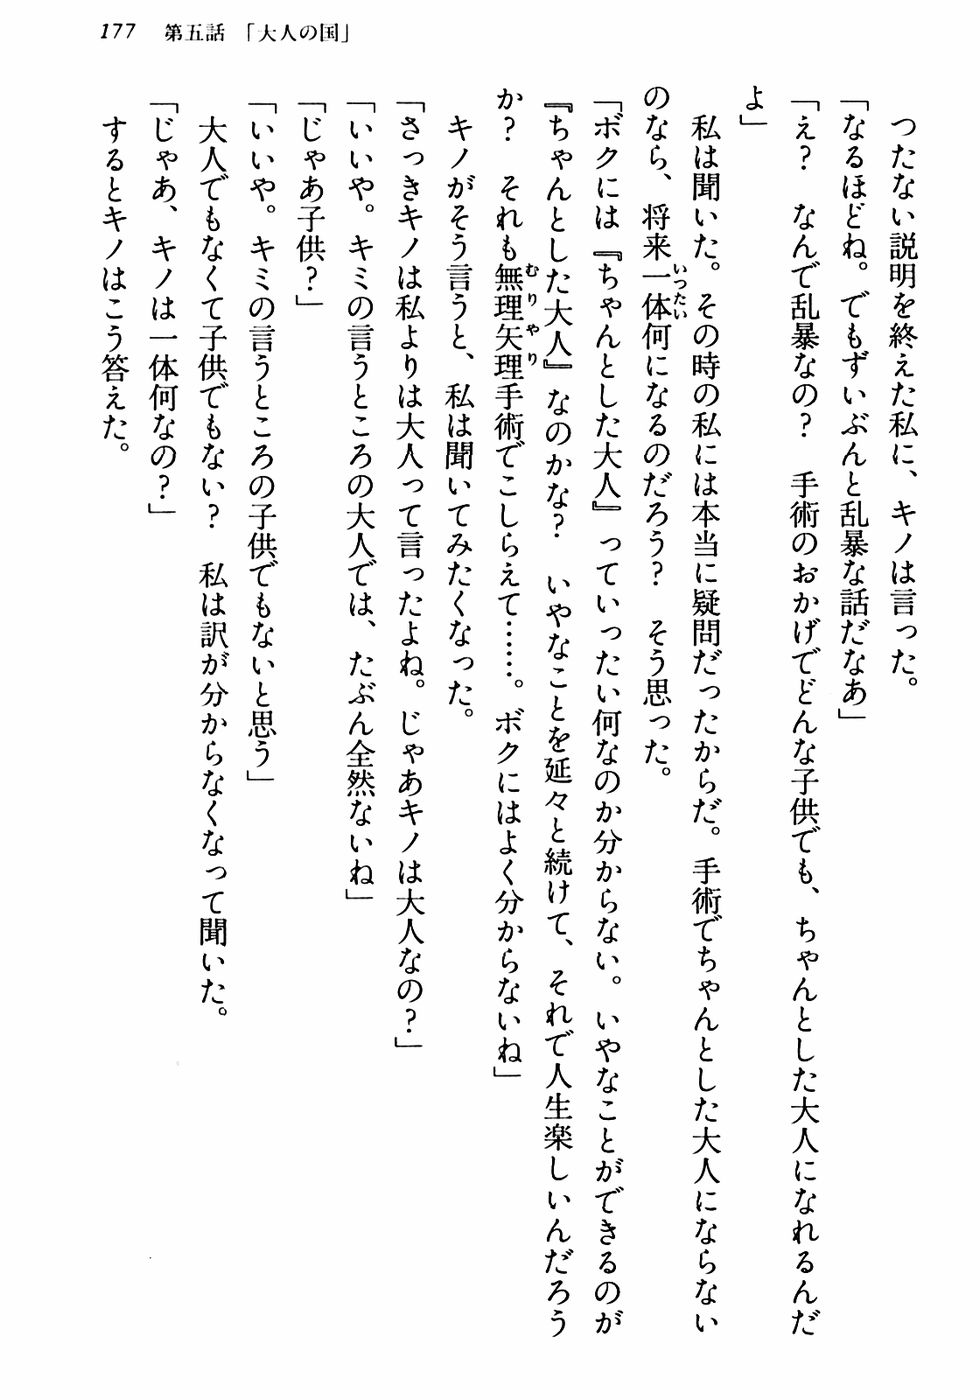 177 第五話 「大人の国」
つたない説明を終えた私に、キノは言った。
「なるほどね。でもずいぶんと乱暴な話だなあ」
「え？　なんで乱暴なの？　手術のおかげでどんな子供でも、ちゃんとした大人になれるんだ
よ」
私は聞いた。その時の私には本当に疑問だったからだ。手術でちゃんとした大人にならない
のなら、将来一体何になるのだろう？　そう思った。
「ボクには『ちゃんとした大人』っていったい何なのか分からない。いやなことができるのが
『ちゃんとした大人』なのかな？　いやなことを延々と続けて、それで人生楽しいんだろう
か？　それも無理矢理手術でこしらえて……。ボクにはよく分からないね」
キノがそう言うと、私は聞いてみたくなった。
「さっきキノは私よりは大人って言ったよね。じゃあキノは大人なの？」
「いいや。キミの言うところの大人では、たぶん全然ないね」
「じゃあ子供？」
「いいや。キミの言うところの子供でもないと思う」
大人でもなくて子供でもない？　私は訳が分からなくなって聞いた。
「じゃあ、キノは一体何なの？」
するとキノはこう答えた。